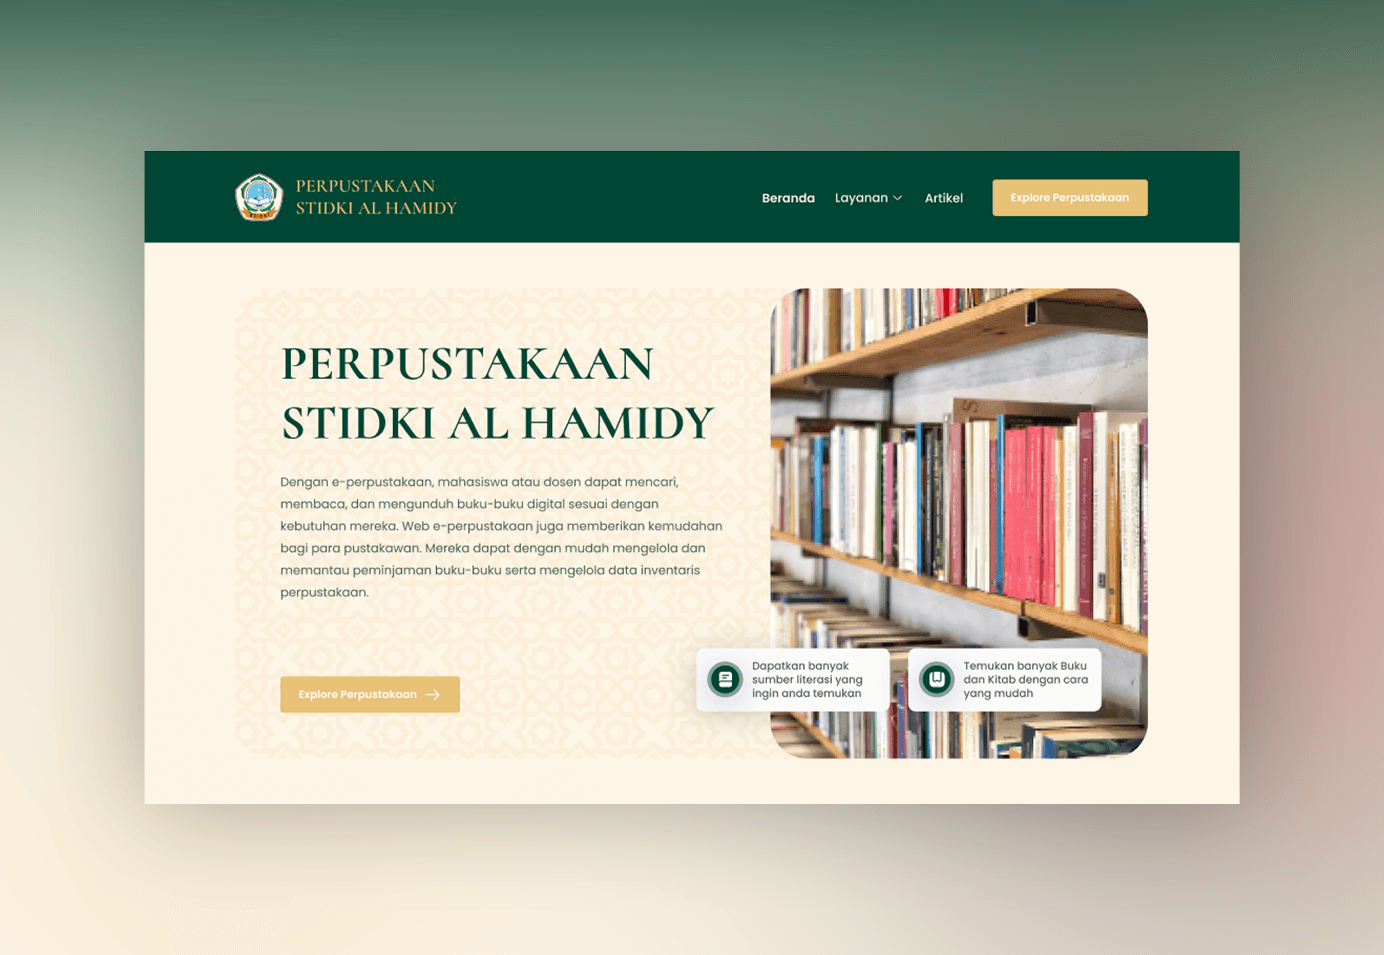 PERPUSTAKAAN
STIDKI AL HAMIDY
Beranda
Layanan
Artikel
Explore Perpustakaan
PERPUSTAKAAN
STIDKI AL HAMIDY
Dengan e-perpustakaan, mahasiswa atau dosen dapat mencari,
membaca, dan mengunduh buku-buku digital sesuai dengan
kebutuhan mereka. Web e-perpustakaan juga memberikan kemudahan
bagi para pustakawan. Mereka dapat dengan mudah mengelola dan
memantau peminjaman buku-buku serta mengelola data inventaris
perpustakaan.
Explore Perpustakaan
Dapatkan banyak
sumber literasi yang
ingin anda temukan
Temukan banyak Buku
dan Kitab dengan cara
yang mudah